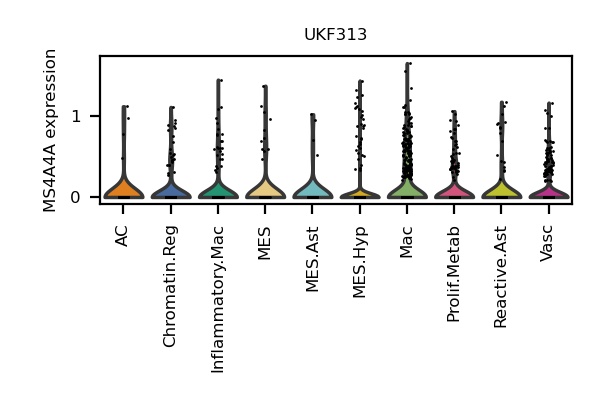 UKF313
MS4A4A expression
1
0
AC
Chromatin.Reg
Inflammatory.Mac
MES
MES.Ast
MES.Hyp
Mac
Prolif.Metab
Reactive.Ast
Vasc